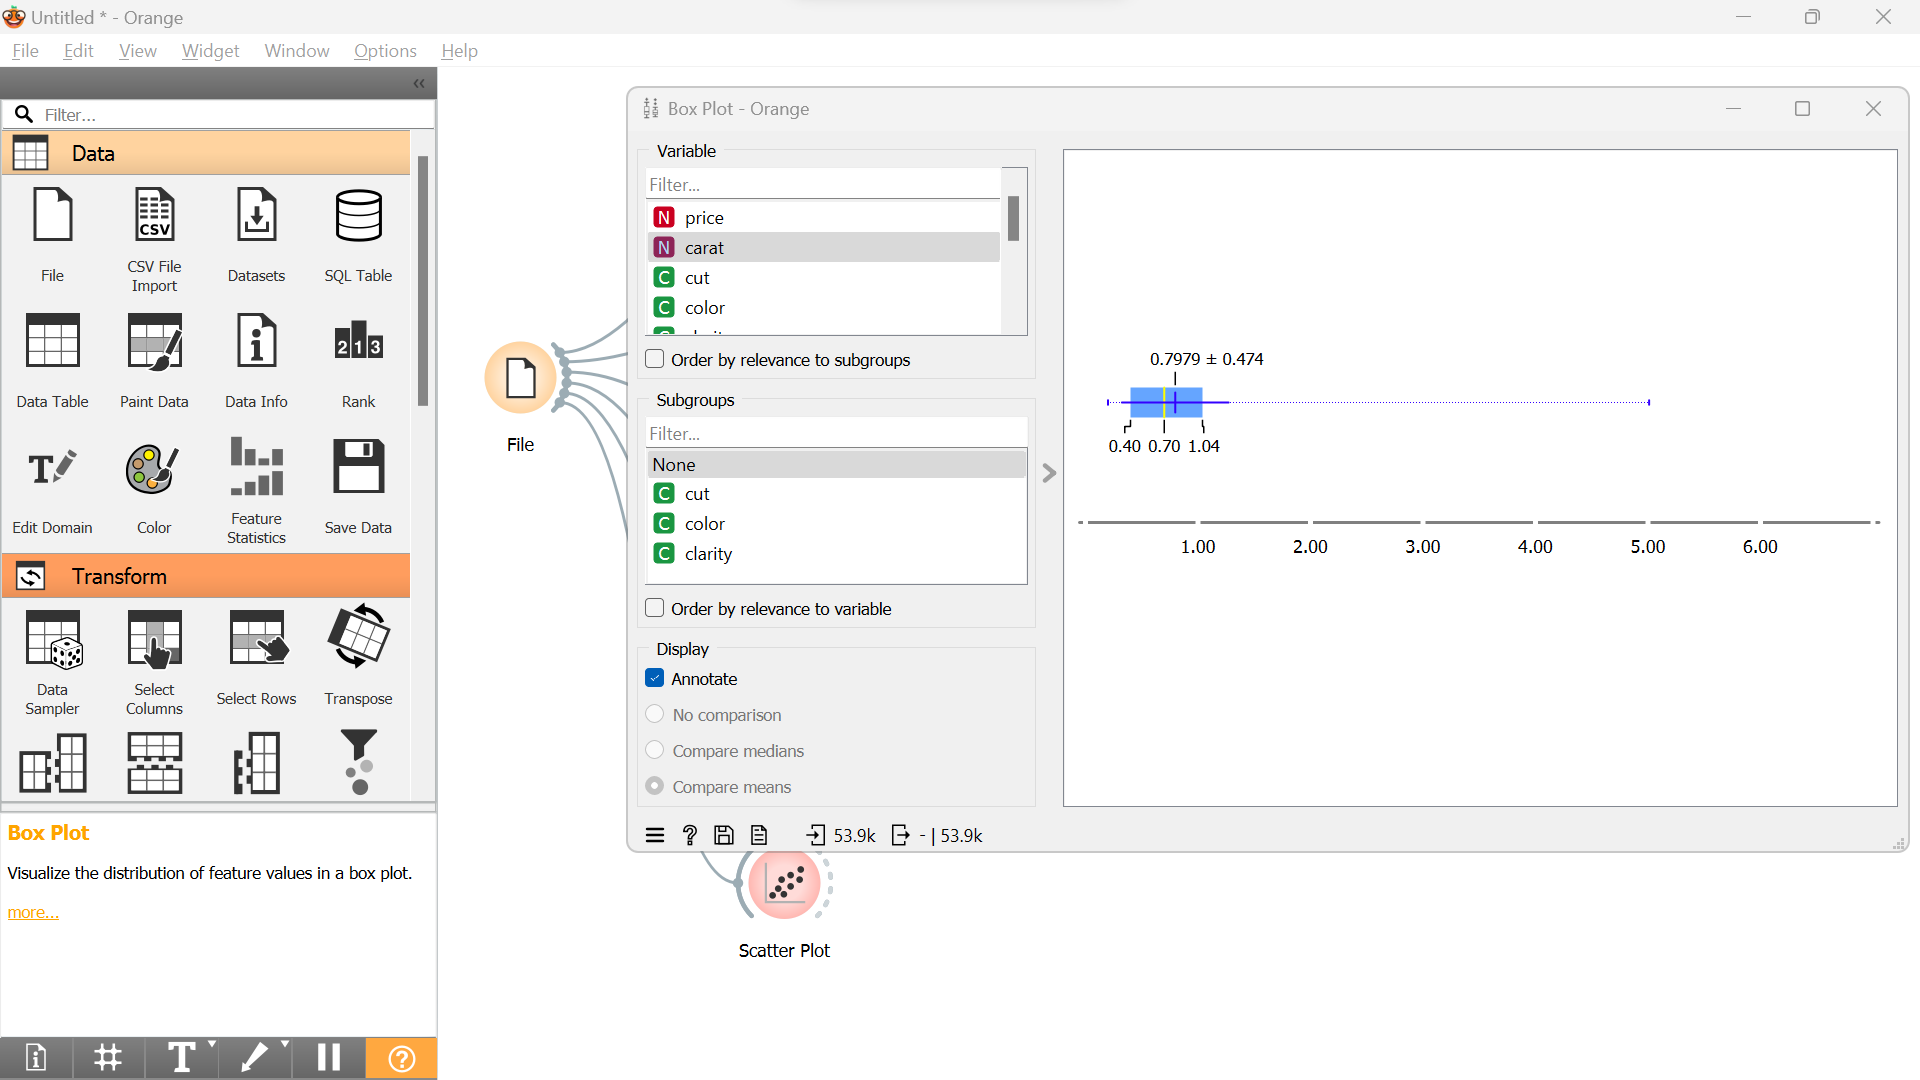 Untitled * - Orange
File Edit View Widget Window Options Help
Filter...
Data
File
CSV File Import
Datasets
SQL Table
Data Table
Paint Data
Data Info
Rank
Edit Domain
Color
Feature Statistics
Save Data
Transform
Data Sampler
Select Columns
Select Rows
Transpose
Box Plot
Visualize the distribution of feature values in a box plot.
more...
File
Scatter Plot
Box Plot - Orange
Variable
Filter...
N price
N carat
C cut
C color
Order by relevance to subgroups
Subgroups
Filter...
None
C cut
C color
C clarity
Order by relevance to variable
Display
Annotate
No comparison
Compare medians
Compare means
53.9k - | 53.9k
0.7979 ± 0.474
0.40 0.70 1.04
1.00 2.00 3.00 4.00 5.00 6.00